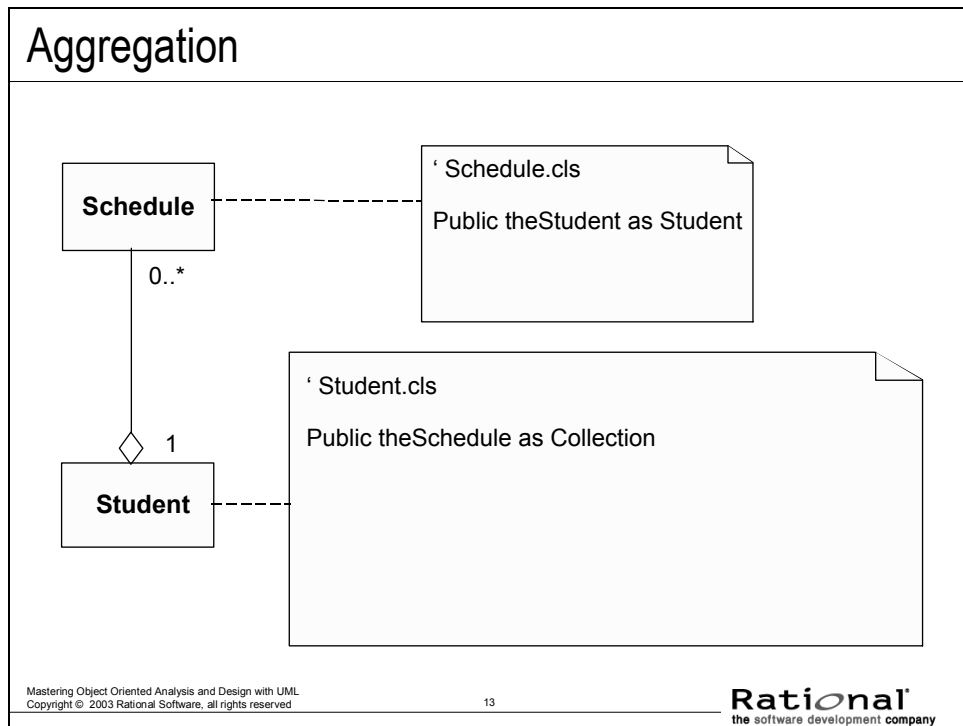 Aggregation
Schedule
‘ Schedule.cls
Public theStudent as Student
0..*
‘ Student.cls
Public theSchedule as Collection
1
Student
Mastering Object Oriented Analysis and Design with UML
Copyright © 2003 Rational Software, all rights reserved
13
Rational
the software development company